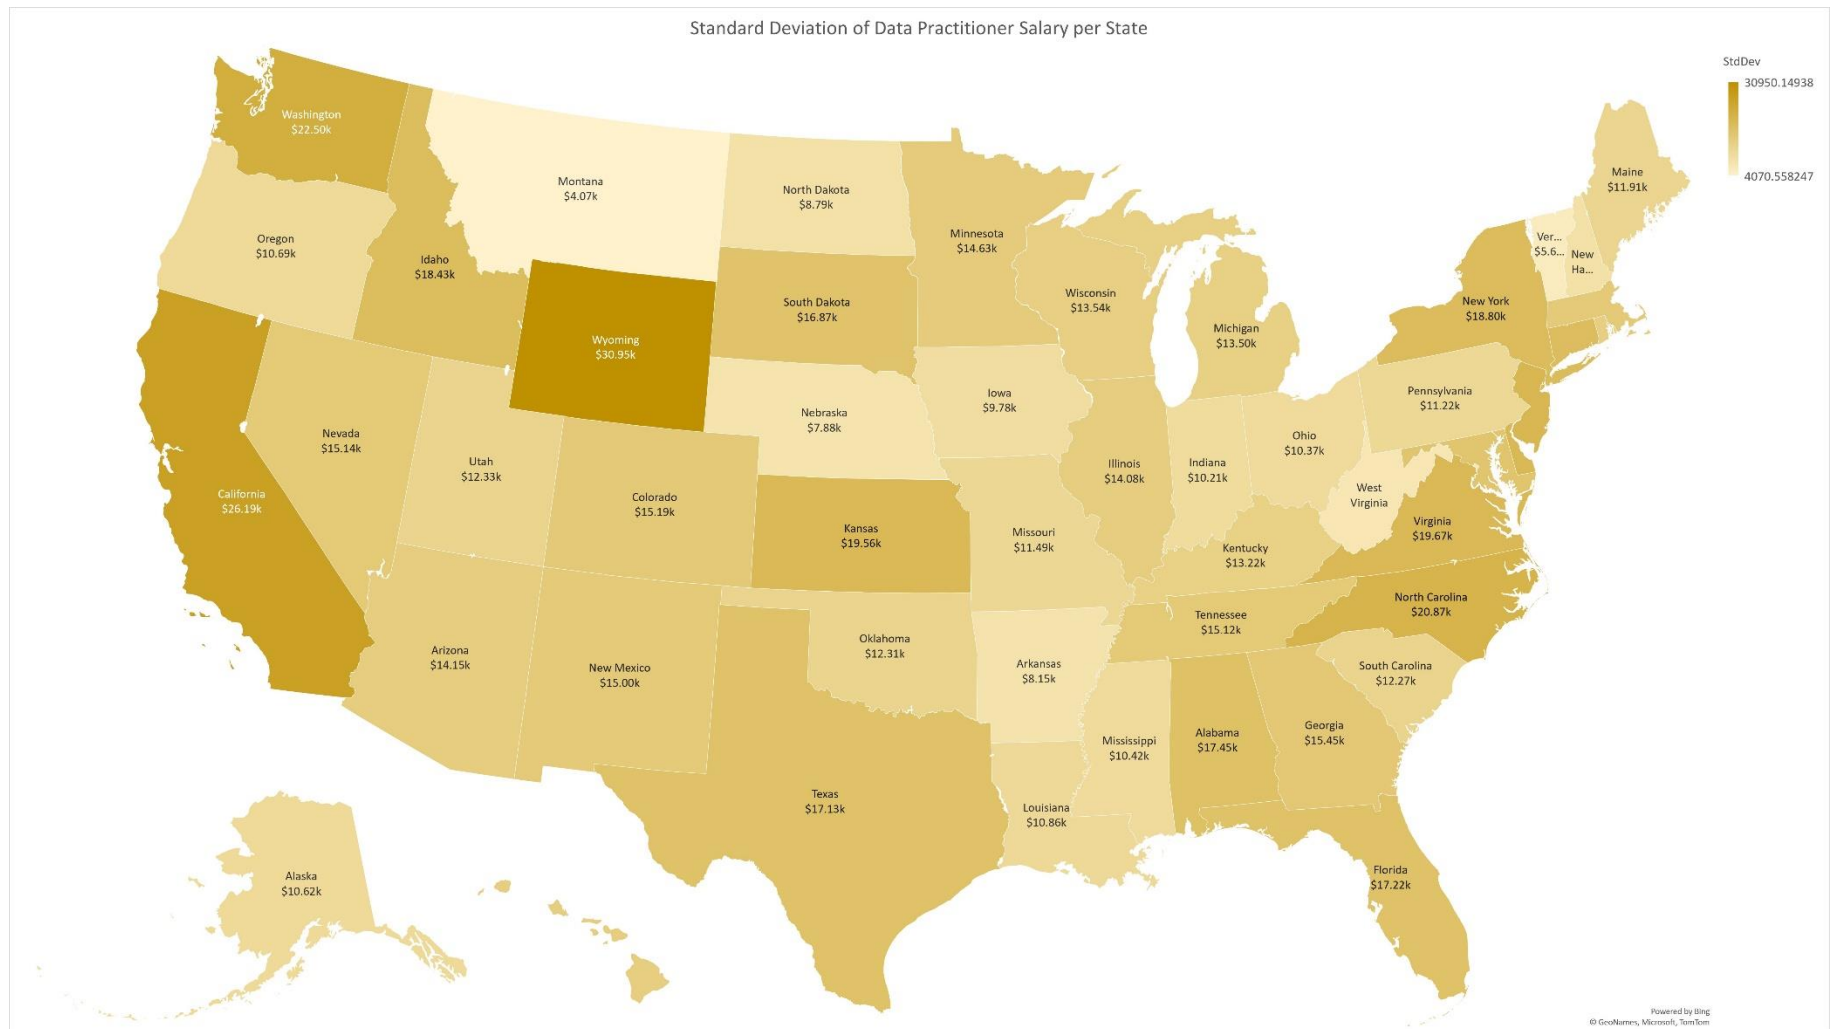 Standard Deviation of Data Practitioner Salary per State
StdDev
30950.14938
4070.558247
Washington
$22.50k
Montana
$4.07k
North Dakota
$8.79k
Minnesota
$14.63k
Maine
$11.91k
Oregon
$10.69k
Idaho
$18.43k
Ver...
$5.6...
New
Ha...
South Dakota
$16.87k
Wisconsin
$13.54k
Michigan
$13.50k
New York
$18.80k
Wyoming
$30.95k
Nebraska
$7.88k
Iowa
$9.78k
Pennsylvania
$11.22k
Nevada
$15.14k
Utah
$12.33k
Illinois
$14.08k
Indiana
$10.21k
Ohio
$10.37k
California
$26.19k
Colorado
$15.19k
Kansas
$19.56k
Missouri
$11.49k
West
Virginia
Virginia
$19.67k
Kentucky
$13.22k
North Carolina
$20.87k
Tennessee
$15.12k
Arizona
$14.15k
New Mexico
$15.00k
Oklahoma
$12.31k
Arkansas
$8.15k
South Carolina
$12.27k
Mississippi
$10.42k
Alabama
$17.45k
Georgia
$15.45k
Texas
$17.13k
Louisiana
$10.86k
Alaska
$10.62k
Florida
$17.22k
Powered by Bing
© GeoNames, Microsoft, TomTom